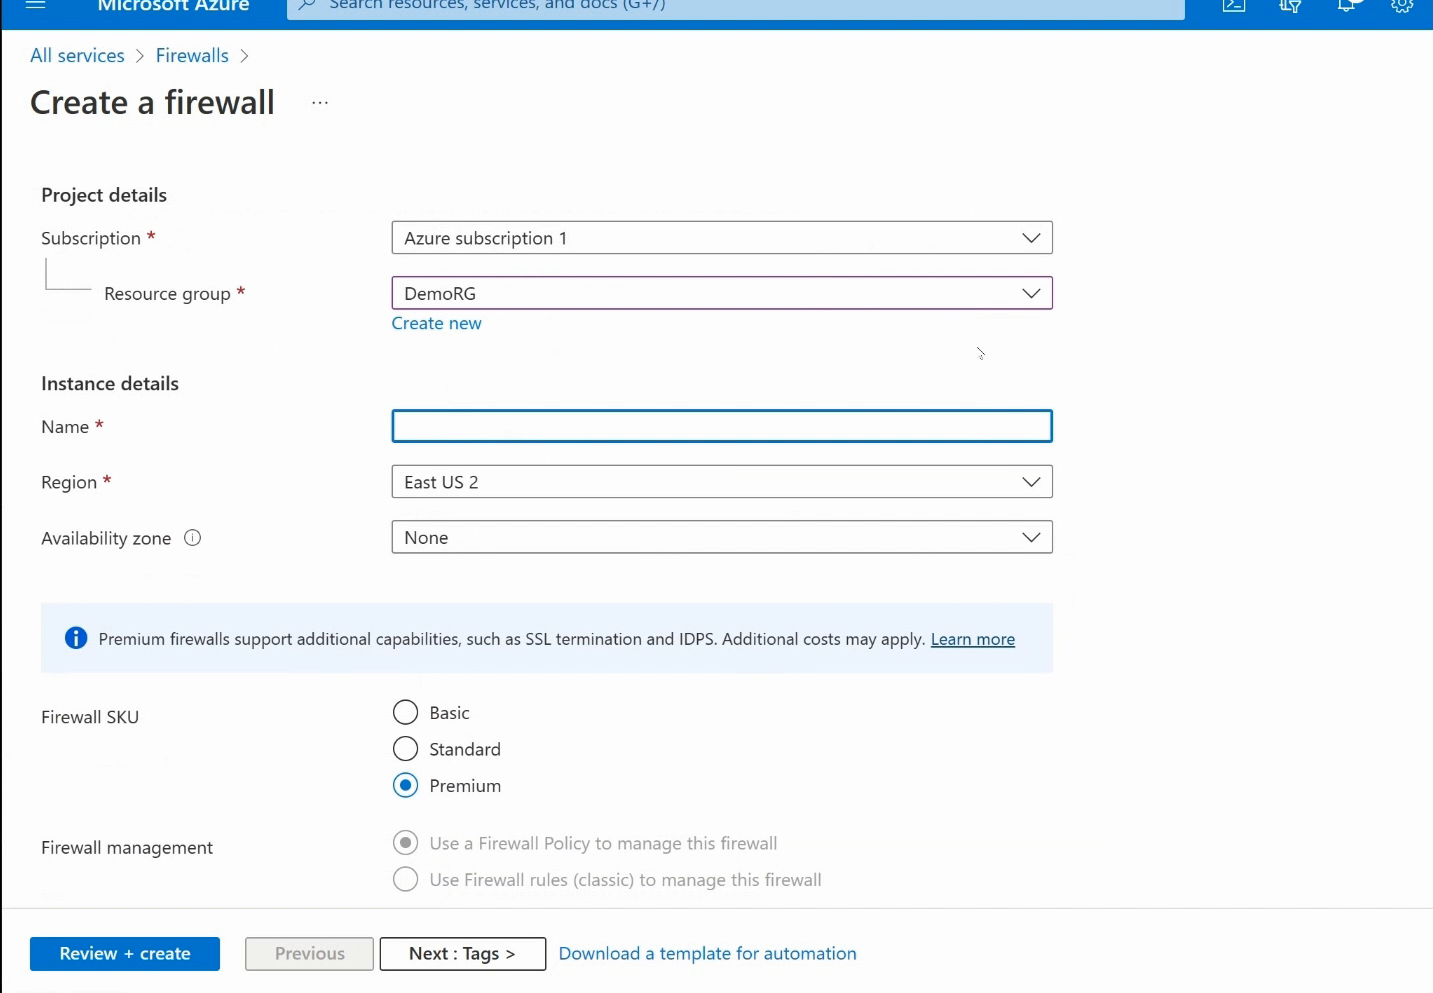 Microsoft Azure
Search resources, services, and docs (G+/)
All services > Firewalls >
Create a firewall ...
Project details
Subscription *
Azure subscription 1
Resource group *
DemoRG
Create new
Instance details
Name *
Region *
East US 2
Availability zone
None
Premium firewalls support additional capabilities, such as SSL termination and IDPS. Additional costs may apply. Learn more
Firewall SKU
Basic
Standard
Premium
Firewall management
Use a Firewall Policy to manage this firewall
Use Firewall rules (classic) to manage this firewall
Review + create
Previous
Next : Tags >
Download a template for automation